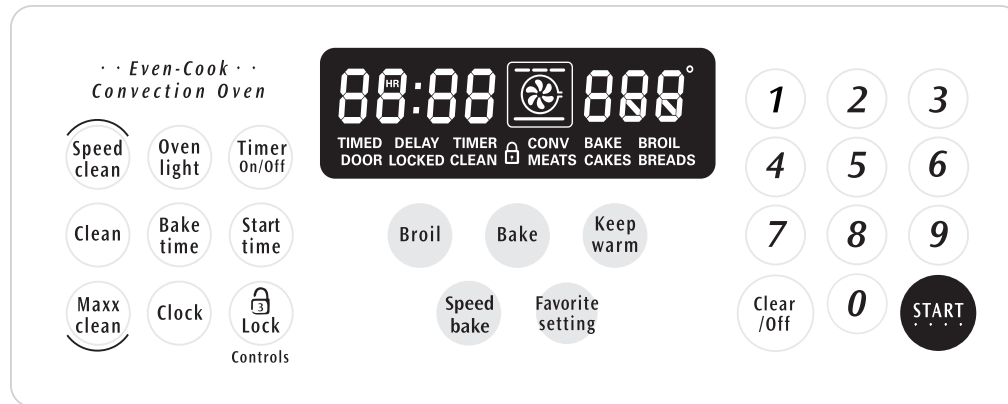 · · Even-Cook · ·
Convection Oven
Speed
clean
Oven
light
Timer
On/Off
Clean
Bake
time
Start
time
Maxx
clean
Clock
3
Lock
Controls
88:88
HR
888°
TIMED DELAY TIMER CONV BAKE BROIL
DOOR LOCKED CLEAN MEATS CAKES BREADS
Broil
Bake
Keep
warm
Speed
bake
Favorite
setting
1 2 3
4 5 6
7 8 9
Clear
/Off
0
START